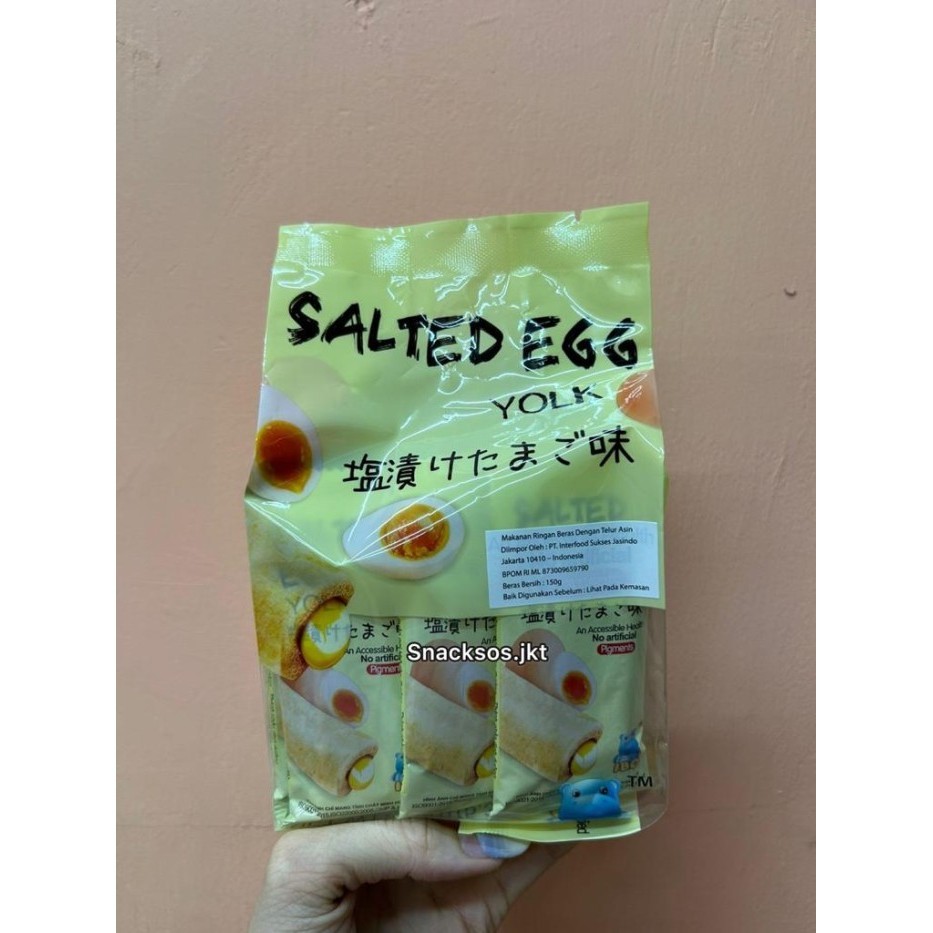 SALTED EGG
YOLK
塩漬けたまご味
SALTED
Makanan Ringan Beras Dengan Telur Asin
Diimpor Oleh : PT. Interfood Sukses Jasindo
Jakarta 10410 – Indonesia
BPOM RI ML 873009659790
Beras Bersih : 150g
Baik Digunakan Sebelum : Lihat Pada Kemasan
塩漬けたまご味
An Accessible
No artificial
Pigments
Snacksos.jkt
TM